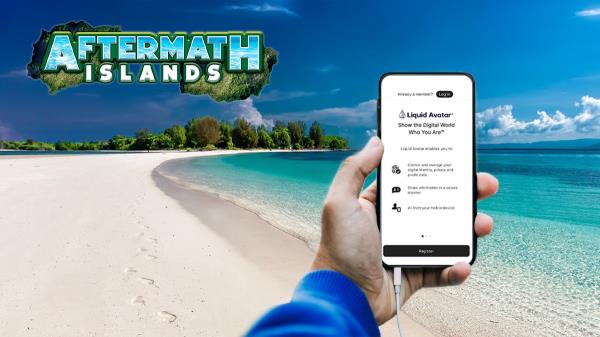 AFTERMATH
ISLANDS
Already a member? Log in
Liquid Avatar
Show the Digital World
Who You Are™
Liquid Avatar enables you to:
Control and manage your
digital identity, private and
public data.
Share information in a secure
manner.
All from your mobile device.
Register